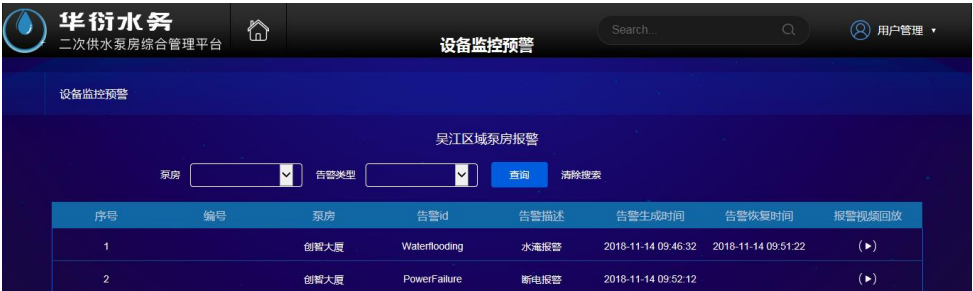 华衍水务
二次供水泵房综合管理平台
设备监控预警
Search...
用户管理
设备监控预警
吴江区域泵房报警
泵房 告警类型 查询 清除搜索
序号 编号 泵房 告警id 告警描述 告警生成时间 告警恢复时间 报警视频回放
1 创智大厦 Waterflooding 水淹报警 2018-11-14 09:46:32 2018-11-14 09:51:22
2 创智大厦 PowerFailure 断电报警 2018-11-14 09:52:12